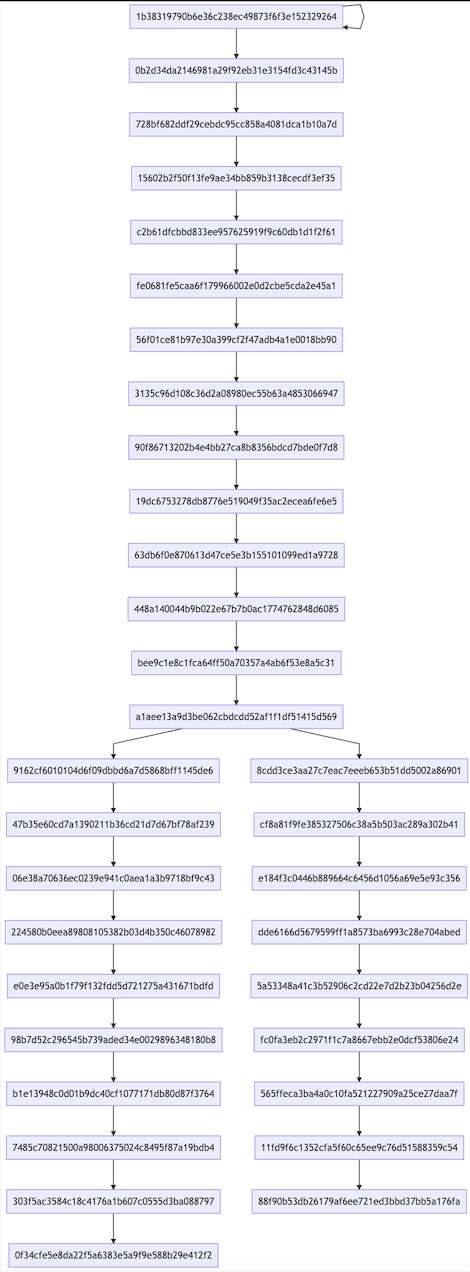 1b38319790b6e36c238ec49873f6f3e152329264
0b2d34da2146981a29f92eb31e3154fd3c43145b
728bf682ddf29cebdc95cc858a4081dca1b10a7d
15602b2f50f13fe9ae34bb859b3138cecdf3ef35
c2b61dfcbbd833ee957625919f9c60db1d1f2f61
fe0681fe5caa6f179966002e0d2cbe5cda2e45a1
56f01ce81b97e30a399cf2f47adb4a1e0018bb90
3135c96d108c36d2a08980ec55b63a4853066947
90f86713202b4e4bb27ca8b8356bdcd7bde0f7d8
19dc6753278db8776e519049f35ac2ecea6fe6e5
63db6f0e870613d47ce5e3b155101099ed1a9728
448a140044b9b022e67b7b0ac1774762848d6085
bee9c1e8c1fca64ff50a70357a4ab6f53e8a5c31
a1aee13a9d3be062cbdcdd52af1f1df51415d569
9162cf6010104d6f09dbbd6a7d5868bff1145de6
8cdd3ce3aa27c7eac7eeeb653b51dd5002a86901
47b35e60cd7a1390211b36cd21d7d67bf78af239
cf8a81f9fe385327506c38a5b503ac289a302b41
06e38a70636ec0239e941c0aea1a3b9718bf9c43
e184f3c0446b889664c6456d1056a69e5e93c356
224580b0eea89808105382b03d4b350c46078982
dde6166d5679599ff1a8573ba6993c28e704abed
e0e3e95a0b1f79f132fdd5d721275a431671bdfd
5a53348a41c3b52906c2cd22e7d2b23b04256d2e
98b7d52c296545b739aded34e0029896348180b8
fc0fa3eb2c2971f1c7a8667ebb2e0dcf53806e24
b1e13948c0d01b9dc40cf1077171db80d87f3764
565ffeca3ba4a0c10fa521227909a25ce27daa7f
7485c70821500a98006375024c8495f87a19bdb4
11fd9f6c1352cfa5f60c65ee9c76d51588359c54
303f5ac3584c18c4176a1b607c0555d3ba088797
88f90b53db26179af6ee721ed3bbd37bb5a176fa
0f34cfe5e8da22f5a6383e5a9f9e588b29e412f2